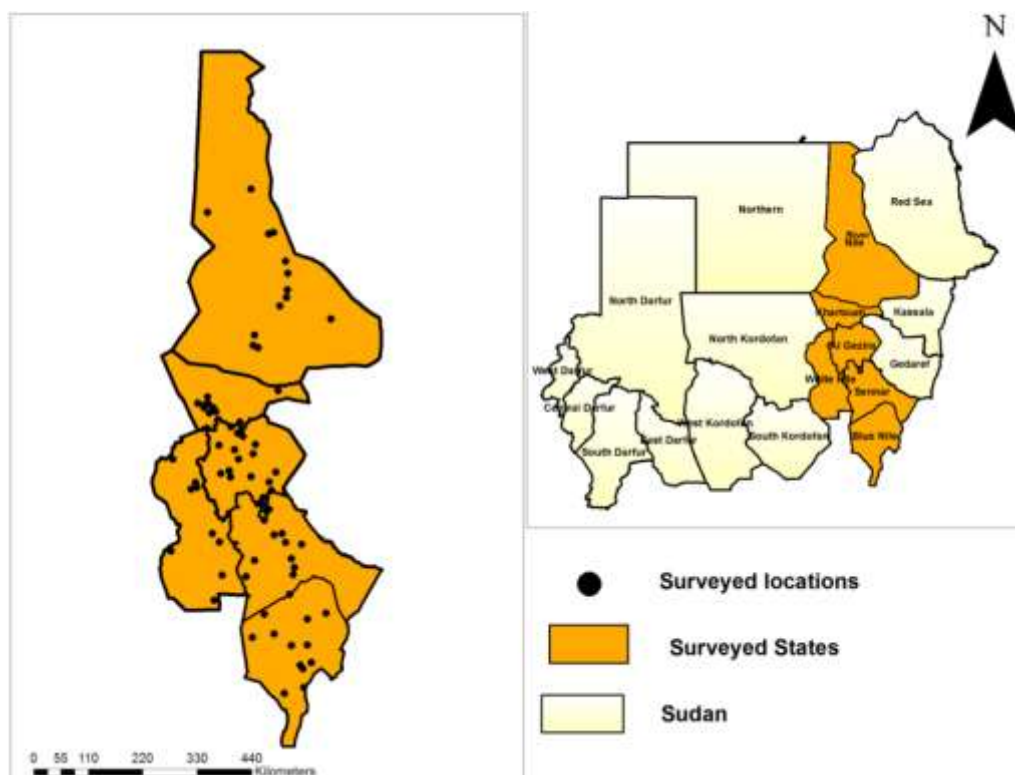 N
Northern
Red Sea
River
Nile
North Darfur
Khartoum
Kassala
North Kordofan
Al Gezira
Gedaref
West Darfur
White Nile
Sennar
Central Darfur
West Kordofan
Blue Nile
East Darfur
South Kordofan
South Darfur
Surveyed locations
Surveyed States
Sudan
0 55 110 220 330 440
Kilometers